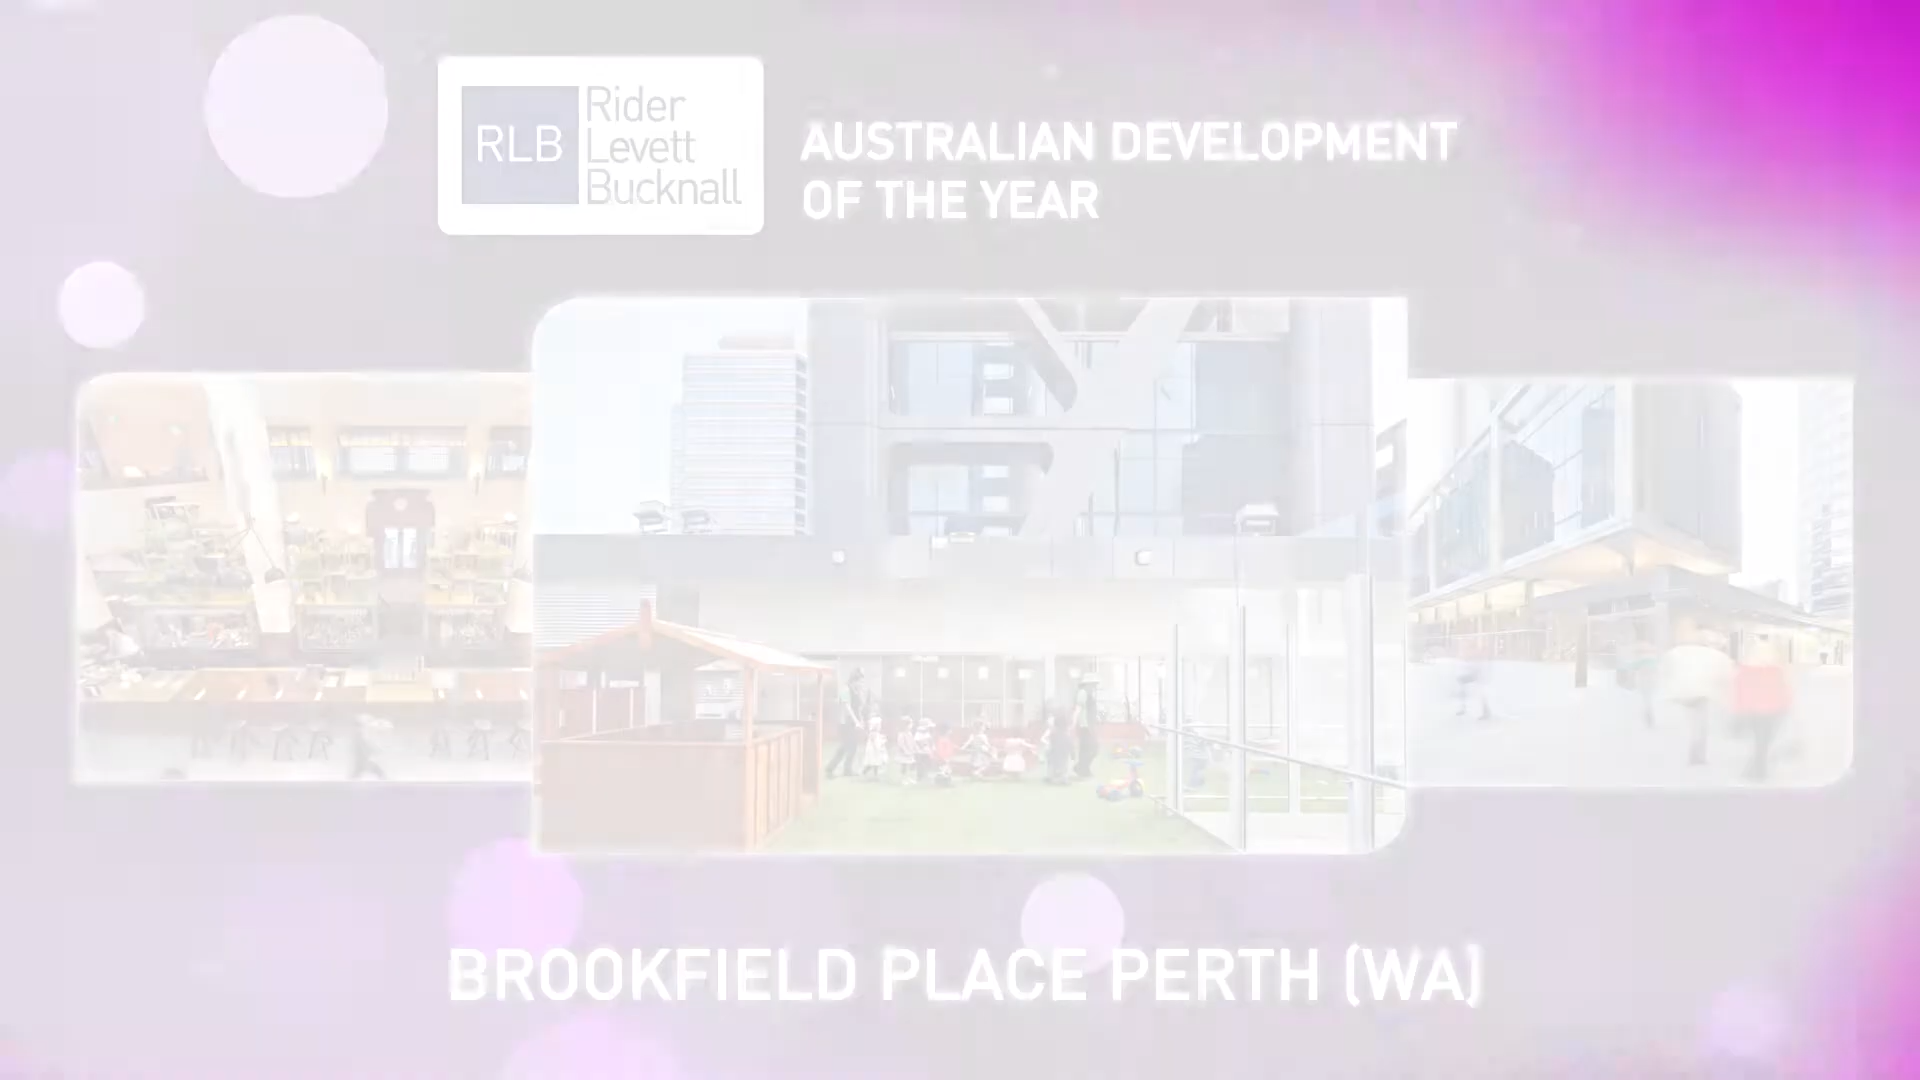 RLB
Rider
Levett
Bucknall
AUSTRALIAN DEVELOPMENT
OF THE YEAR
BROOKFIELD PLACE PERTH (WA)